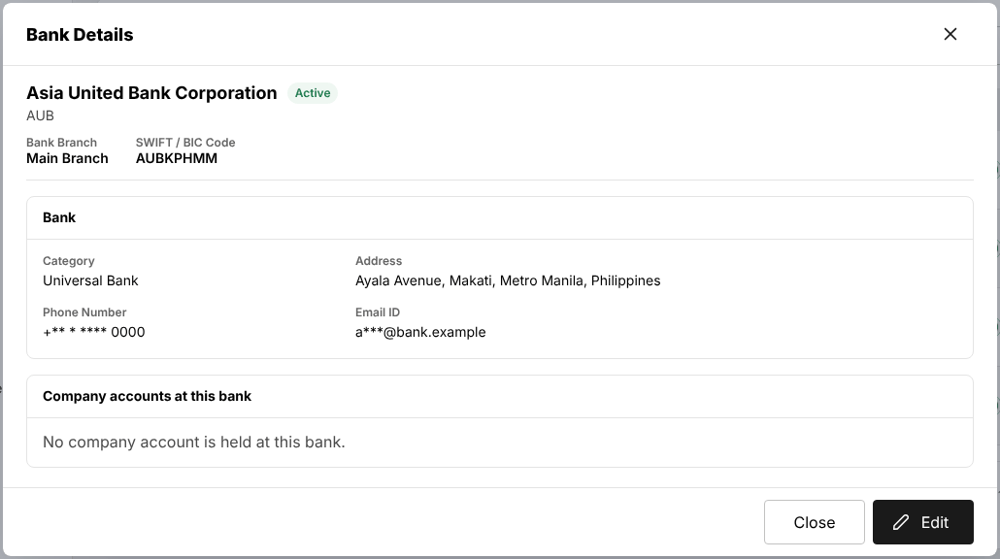 Bank Details
Asia United Bank Corporation Active
AUB
Bank Branch SWIFT / BIC Code
Main Branch AUBKPHMM
Bank
Category Address
Universal Bank Ayala Avenue, Makati, Metro Manila, Philippines
Phone Number Email ID
+** * **** 0000 a***@bank.example
Company accounts at this bank
No company account is held at this bank.
Close Edit